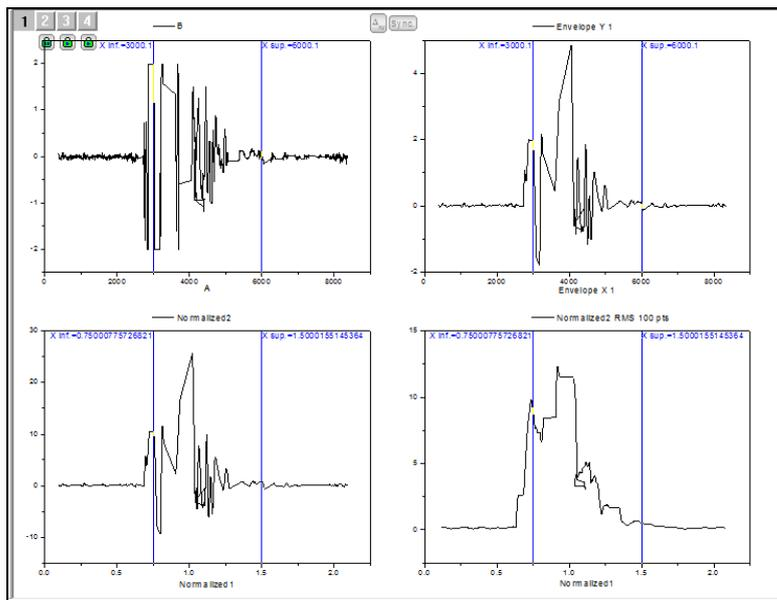 1 2 3 4
Sync.
B
X inf.=3000.1
X sup.=6000.1
2
1
0
-1
-2
0 2000 4000 6000 8000
A
Envelope Y 1
X inf.=3000.1
X sup.=6000.1
4
2
0
-2
0 2000 4000 6000 8000
Envelope X 1
Normalized2
X inf.=0.75000775726821
X sup.=1.5000155145364
30
20
10
0
-10
0.0 0.5 1.0 1.5 2.0
Normalized1
Normalized2 RMS 100 pts
X inf.=0.75000775726821
X sup.=1.5000155145364
15
10
5
0
0.0 0.5 1.0 1.5 2.0
Normalized1